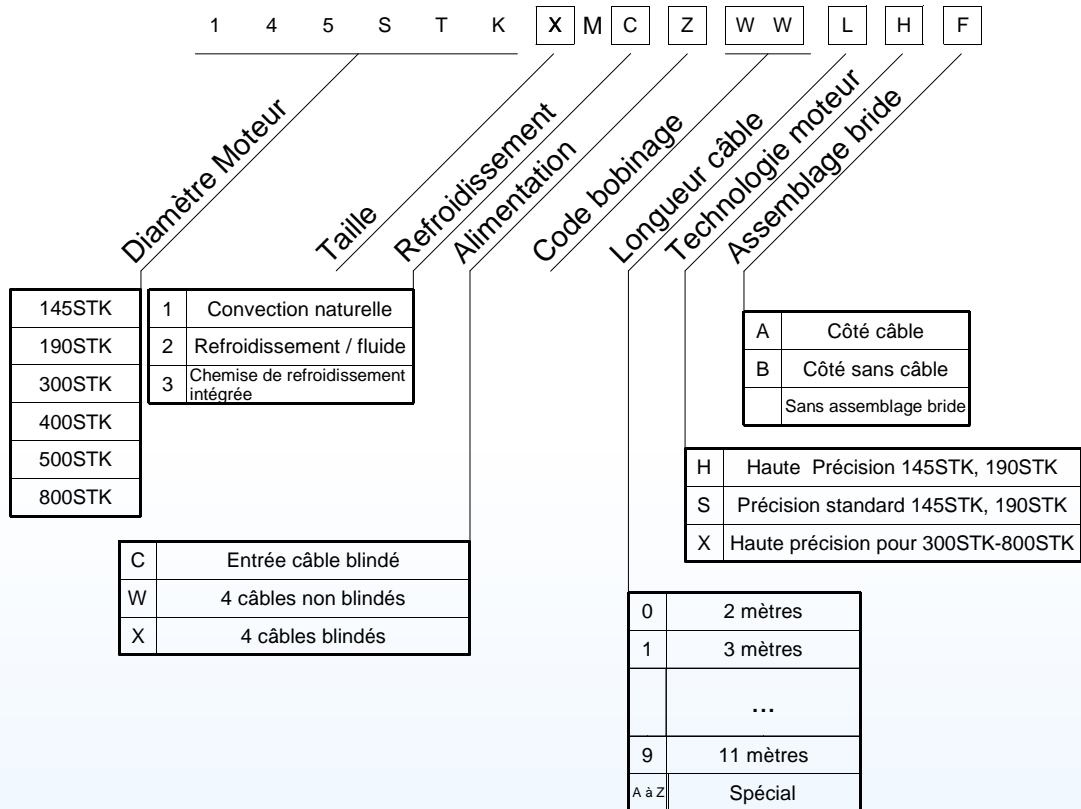 1 4 5 S T K X M C Z W W L H F
Diamètre Moteur
Taille
Refroidissement
Alimentation
Code bobinage
Longueur câble
Technologie moteur
Assemblage bride
145STK
190STK
300STK
400STK
500STK
800STK
1 Convection naturelle
2 Refroidissement / fluide
3 Chemise de refroidissement
intégrée
A Côté câble
B Côté sans câble
Sans assemblage bride
H Haute Précision 145STK, 190STK
S Précision standard 145STK, 190STK
X Haute précision pour 300STK-800STK
C Entrée câble blindé
W 4 câbles non blindés
X 4 câbles blindés
0 2 mètres
1 3 mètres
...
9 11 mètres
A à Z Spécial